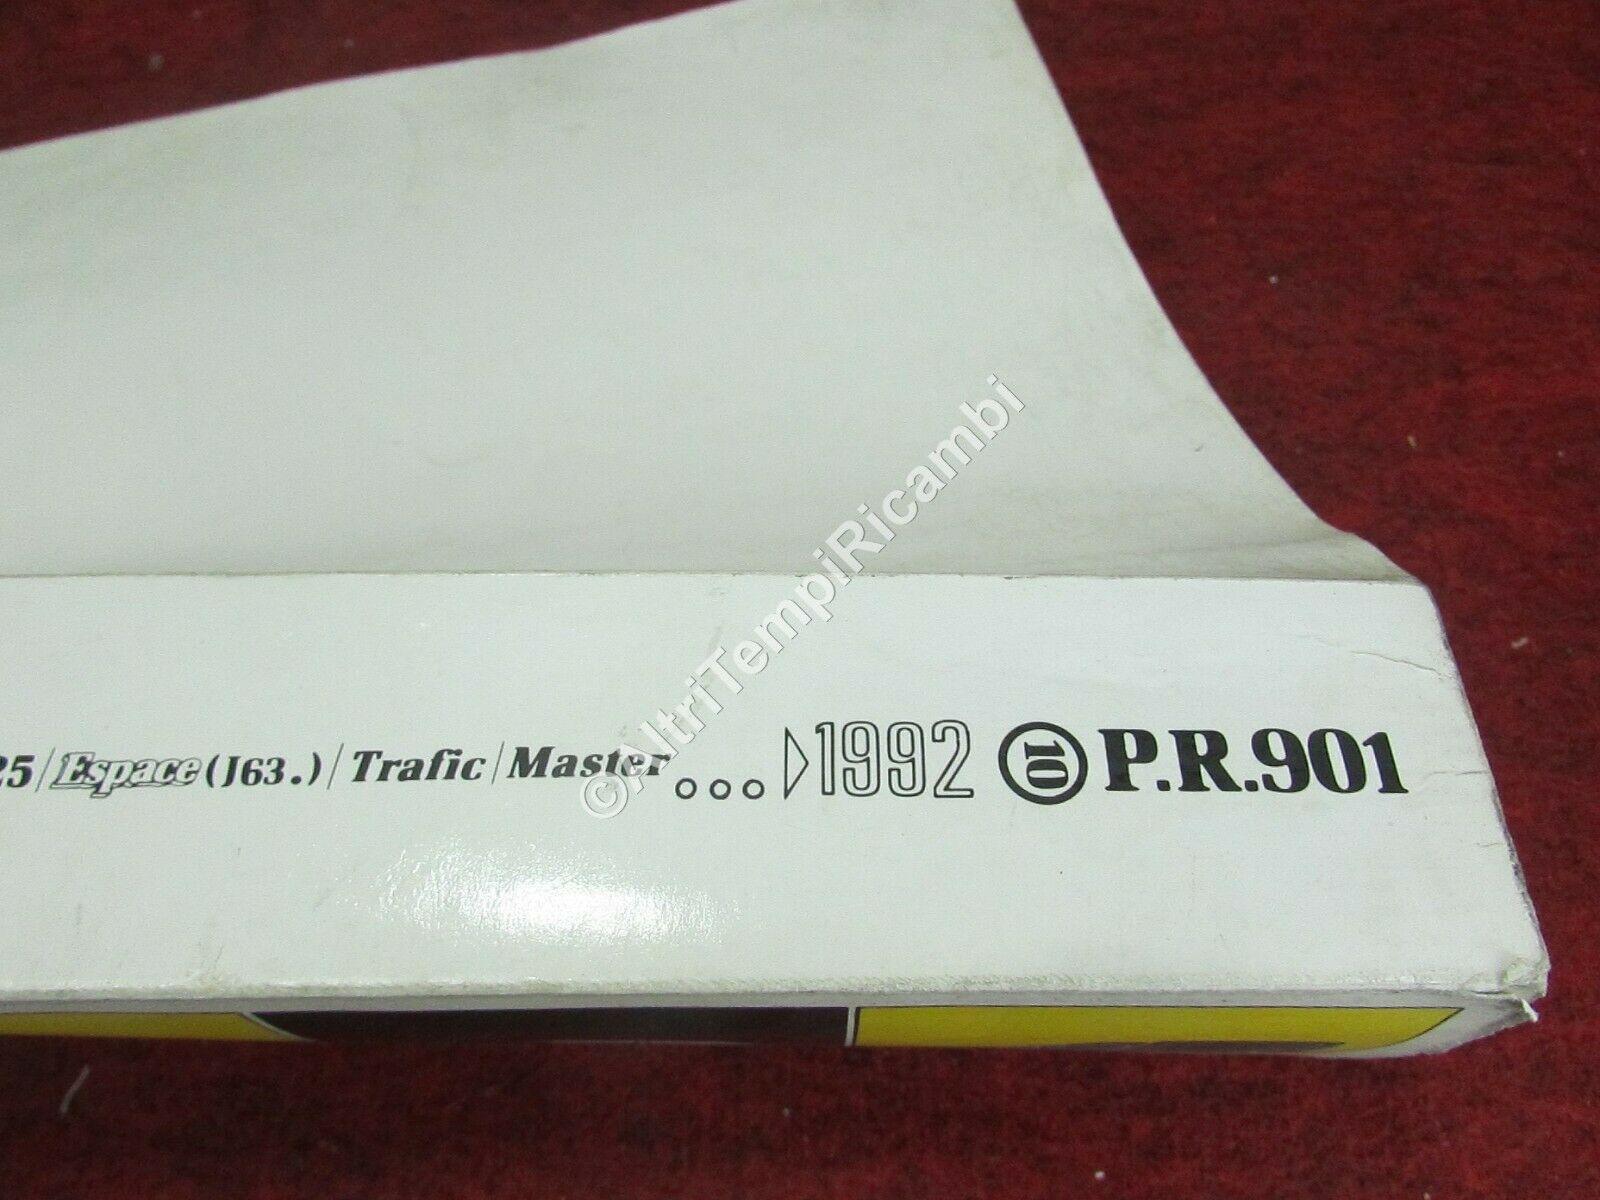 25/Espace (J63.)/Trafic/Master... ▷1992 ⑩ P.R.901
©AltriTempiRicambi